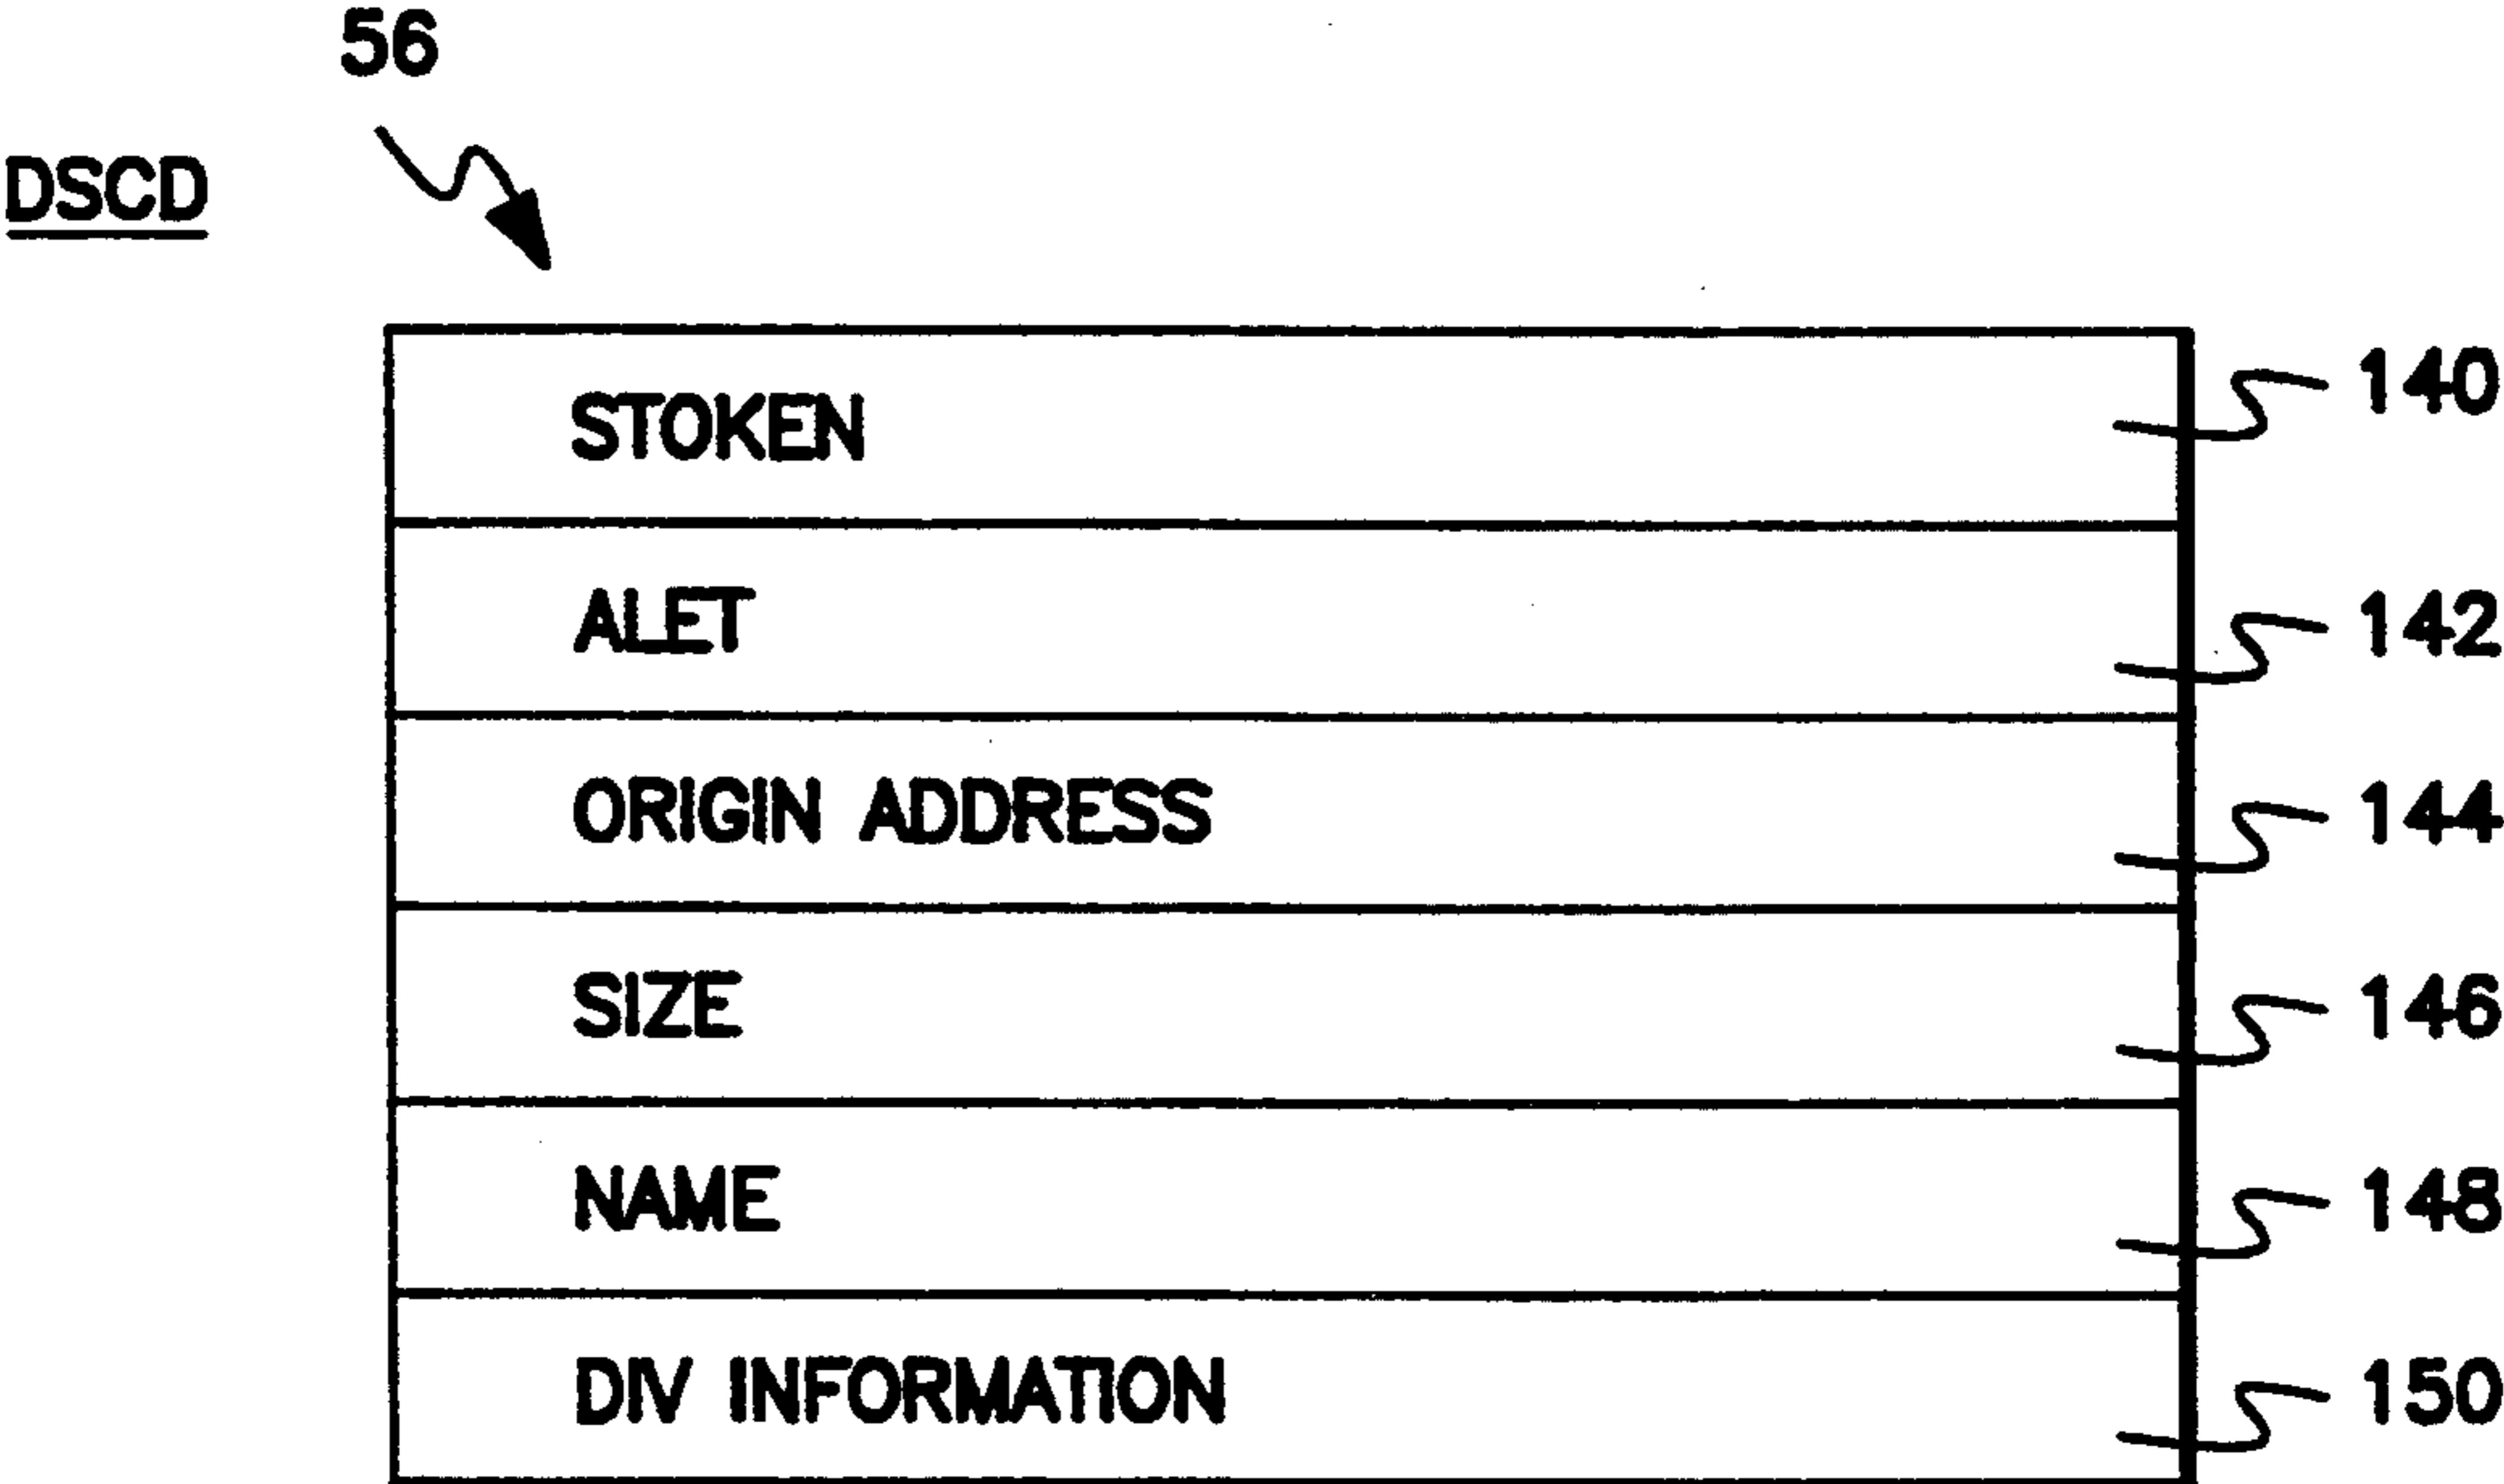 56
DSCD
STOKEN 140
ALET 142
ORIGIN ADDRESS 144
SIZE 146
NAME 148
DIV INFORMATION 150